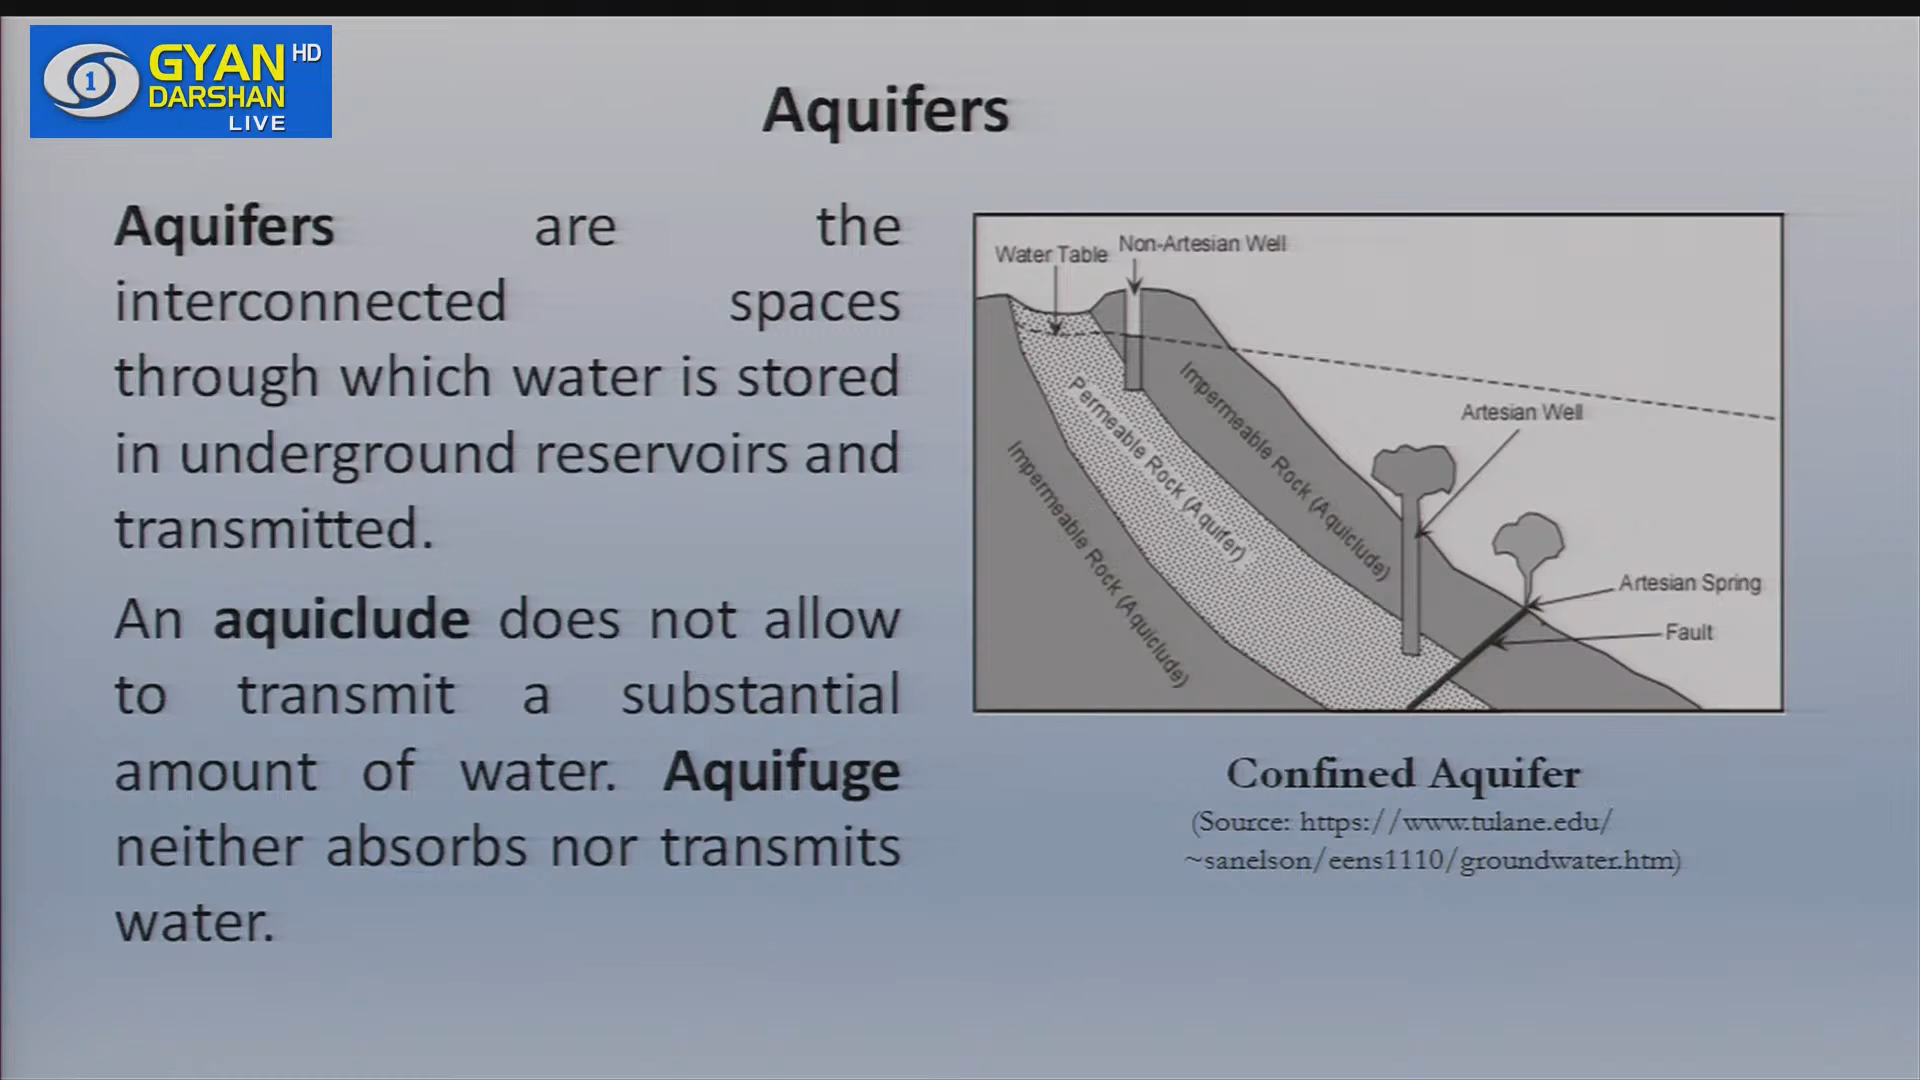 1
GYAN HD
DARSHAN
LIVE
Aquifers
Aquifers are the
interconnected spaces
through which water is stored
in underground reservoirs and
transmitted.
An aquiclude does not allow
to transmit a substantial
amount of water. Aquifuge
neither absorbs nor transmits
water.
Water Table
Non-Artesian Well
Impermeable Rock (Aquiclude)
Permeable Rock (Aquifer)
Impermeable Rock (Aquiclude)
Artesian Well
Artesian Spring
Fault
Confined Aquifer
(Source: https://www.tulane.edu/
~sanelson/eens1110/groundwater.htm)